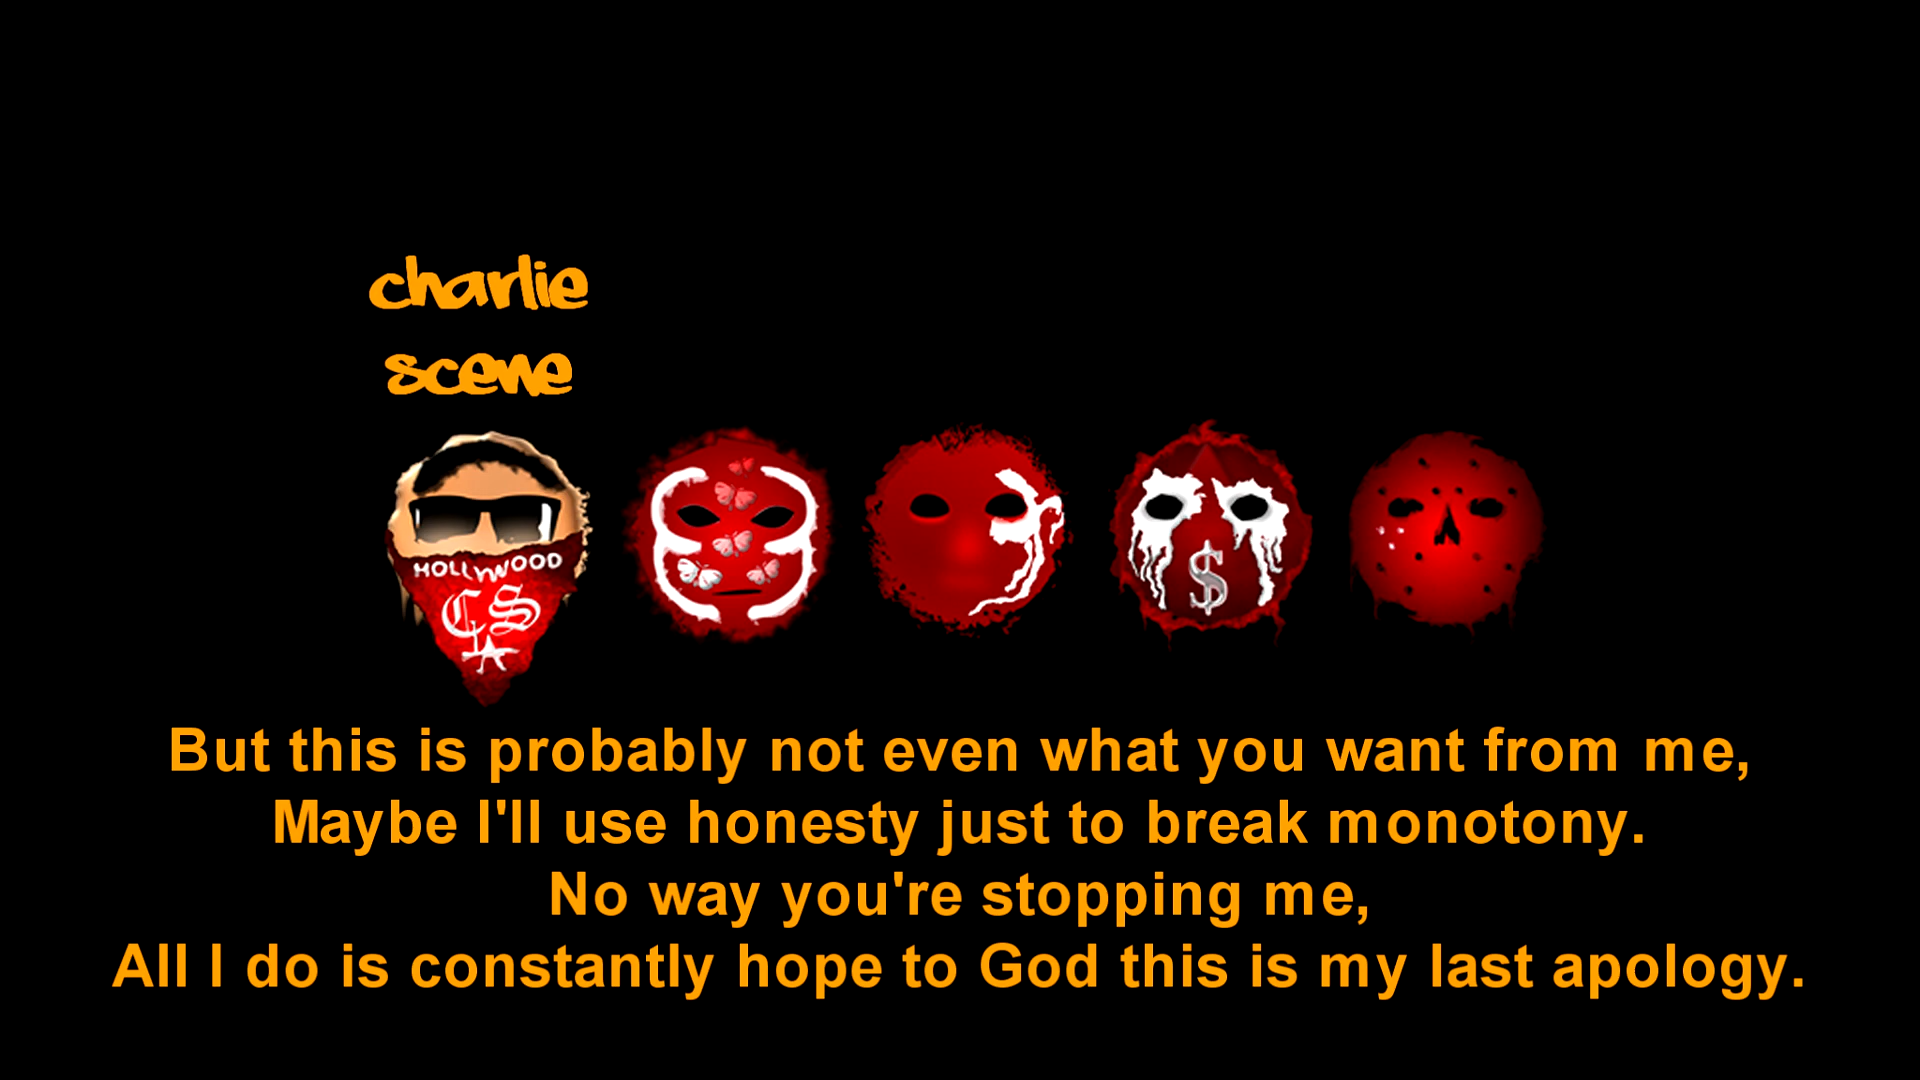 charlie
scene
HOLLYWOOD
CS
LA
$
But this is probably not even what you want from me,
Maybe I'll use honesty just to break monotony.
No way you're stopping me,
All I do is constantly hope to God this is my last apology.